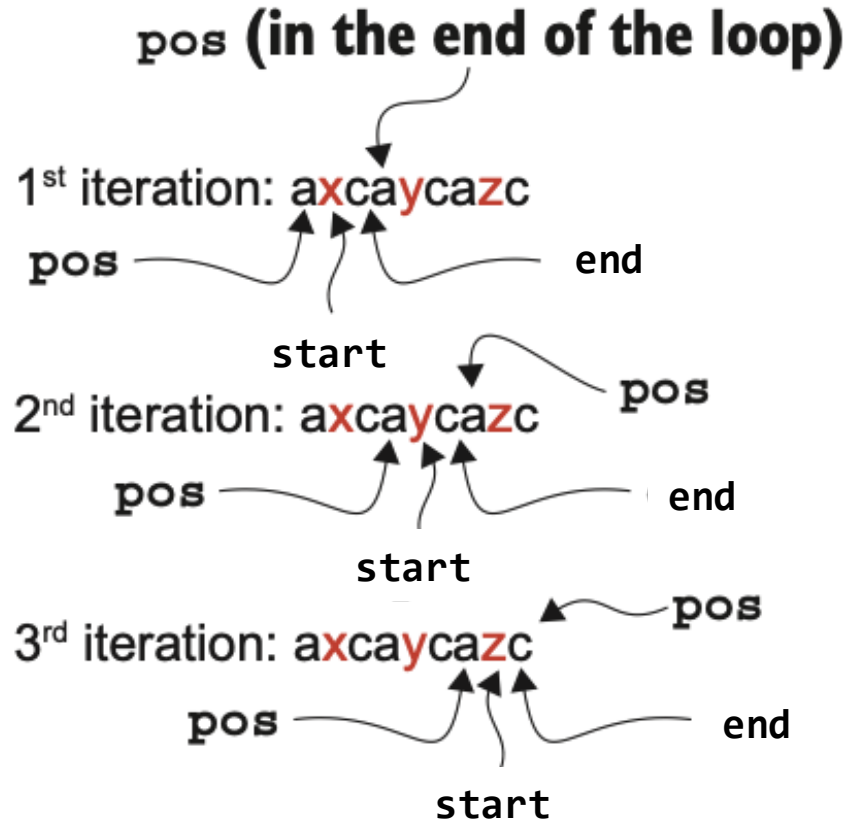 pos (in the end of the loop)
1st iteration: axcaycazc
pos end
start
pos
2nd iteration: axcaycazc
pos end
start
pos
3rd iteration: axcaycazc
pos end
start